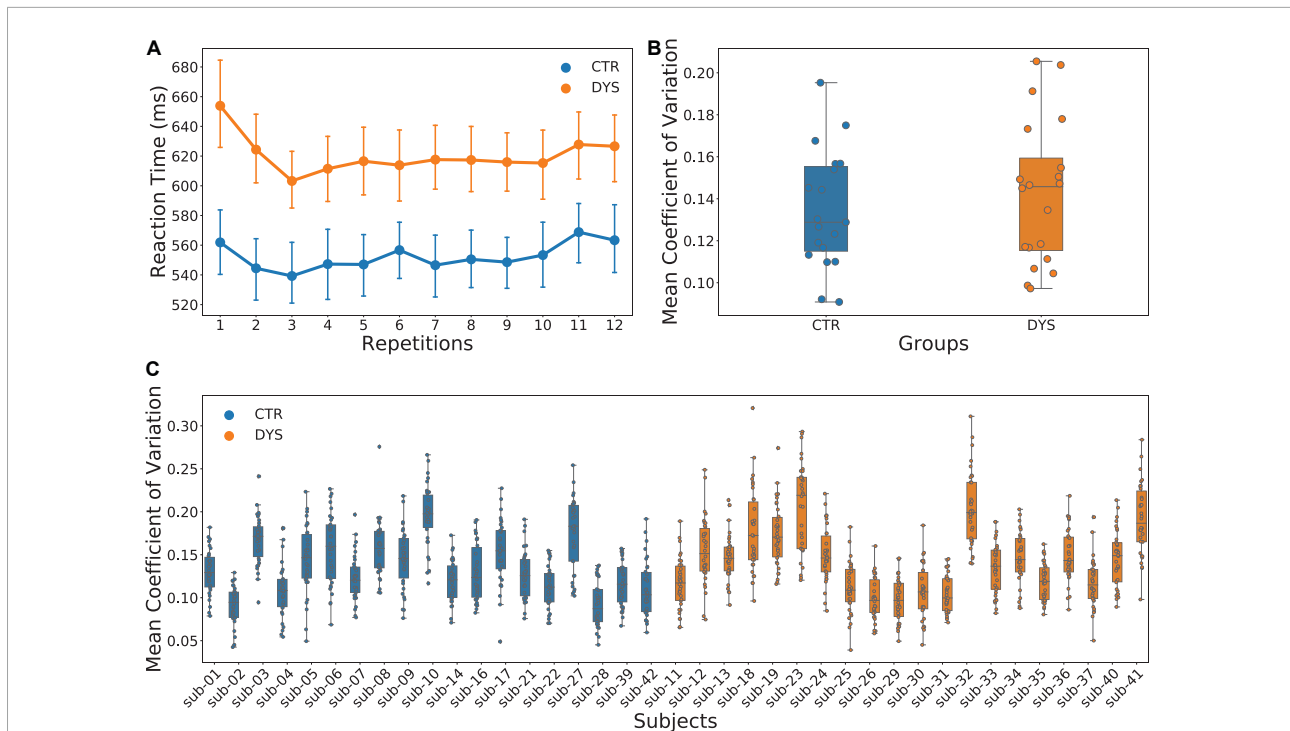 A
Reaction Time (ms)
680
660
640
620
600
580
560
540
520
CTR
DYS
1 2 3 4 5 6 7 8 9 10 11 12
Repetitions
B
Mean Coefficient of Variation
0.20
0.18
0.16
0.14
0.12
0.10
CTR DYS
Groups
C
Mean Coefficient of Variation
0.30
0.25
0.20
0.15
0.10
0.05
CTR
DYS
sub-01 sub-02 sub-03 sub-04 sub-05 sub-06 sub-07 sub-08 sub-09 sub-10 sub-14 sub-16 sub-17 sub-21 sub-22 sub-27 sub-28 sub-39 sub-42 sub-11 sub-12 sub-13 sub-18 sub-19 sub-23 sub-24 sub-25 sub-26 sub-29 sub-30 sub-31 sub-32 sub-33 sub-34 sub-35 sub-36 sub-37 sub-40 sub-41
Subjects